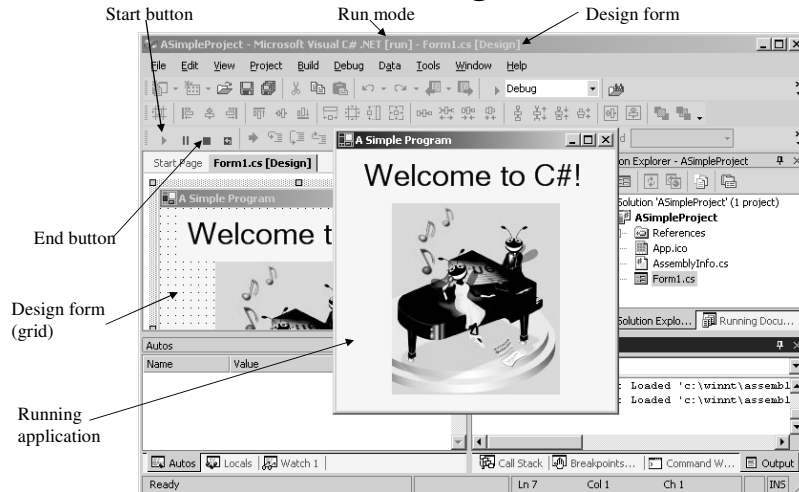 Start button
Run mode
Design form
ASimpleProject - Microsoft Visual C# .NET [run] - Form1.cs [Design]
File Edit View Project Build Debug Data Tools Window Help
Debug
Start Page Form1.cs [Design]
A Simple Program
Welcome to C#!
A Simple Program
Welcome t
End button
Design form
(grid)
Running
application
on Explorer - ASimpleProject
Solution 'ASimpleProject' (1 project)
ASimpleProject
References
App.ico
AssemblyInfo.cs
Form1.cs
Solution Explo... Running Docu...
Autos
Name Value
: Loaded 'c:\winnt\assembl
: Loaded 'c:\winnt\assembl
Autos Locals Watch 1
Call Stack Breakpoints... Command W... Output
Ready Ln 7 Col 1 Ch 1 INS